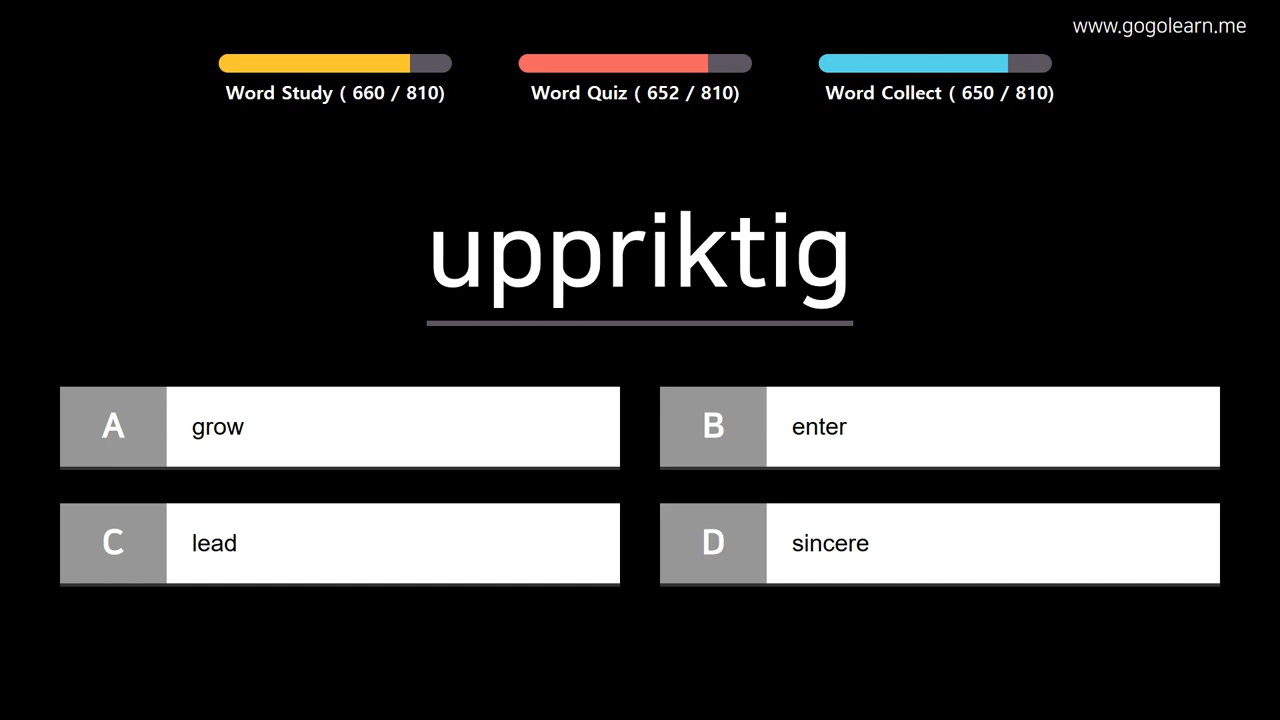 www.gogolearn.me
Word Study ( 660 / 810)
Word Quiz ( 652 / 810)
Word Collect ( 650 / 810)
uppriktig
A grow
B enter
C lead
D sincere